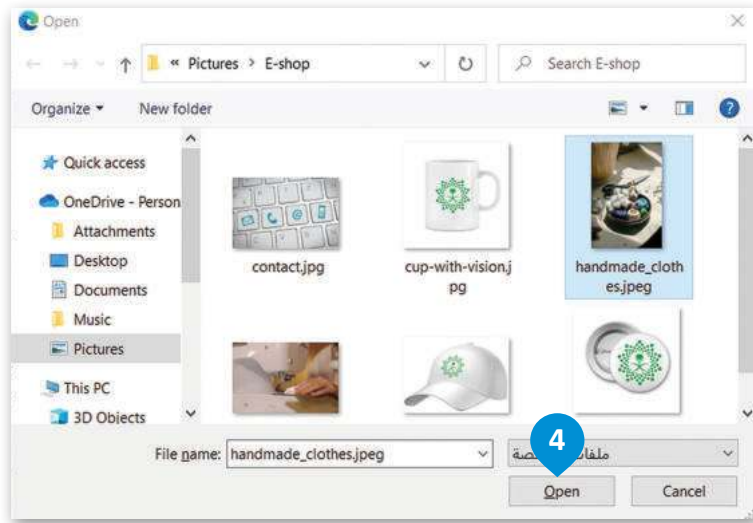 Open
« Pictures > E-shop
Search E-shop
Organize
New folder
?
Quick access
OneDrive - Person
Attachments
Desktop
Documents
Music
Pictures
This PC
3D Objects
contact.jpg
cup-with-vision.j
pg
handmade_cloth
es.jpeg
File name:
handmade_clothes.jpeg
4
Open
Cancel